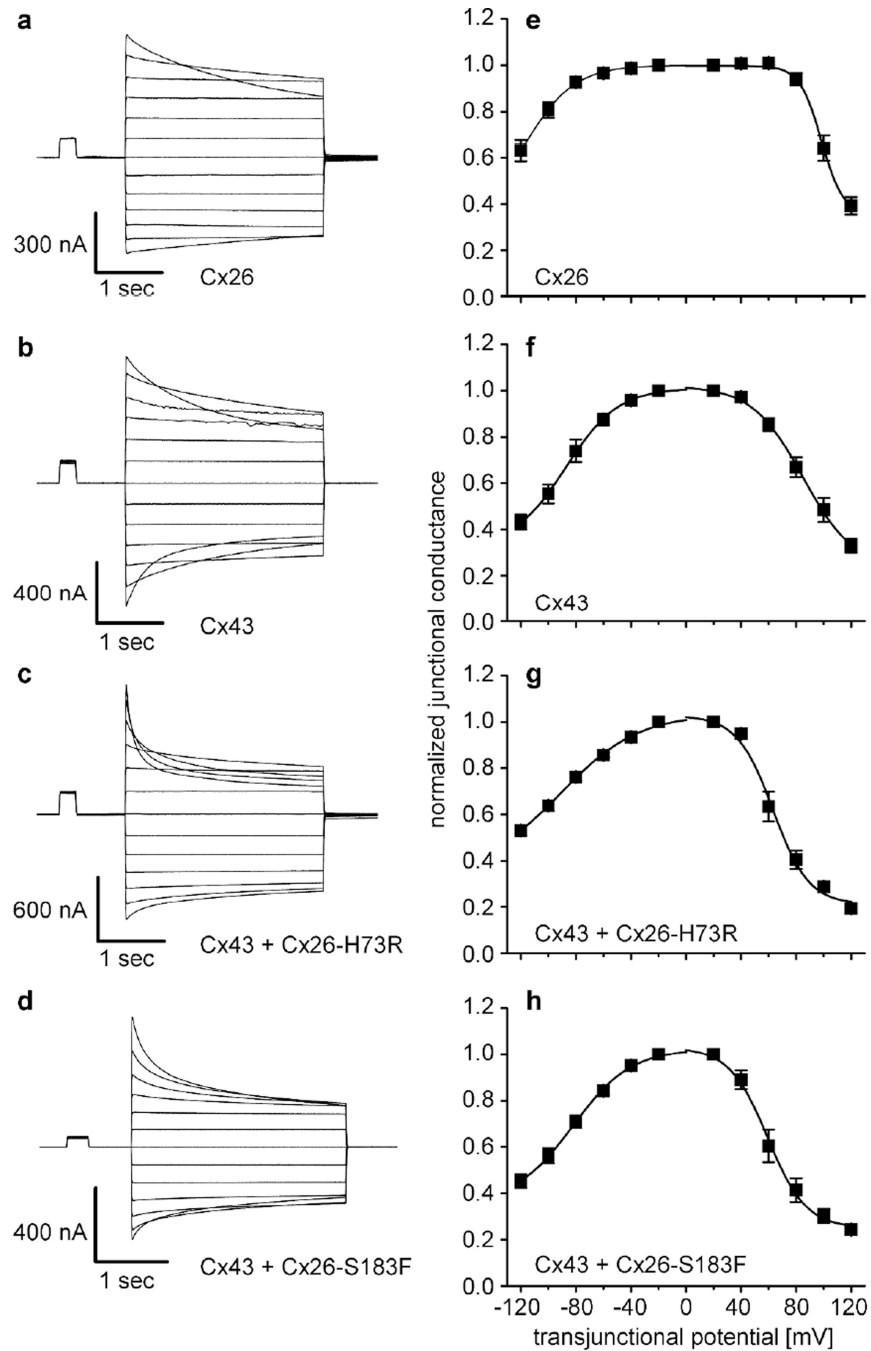 a
300 nA
1 sec
Cx26
b
400 nA
1 sec
Cx43
c
600 nA
1 sec
Cx43 + Cx26-H73R
d
400 nA
1 sec
Cx43 + Cx26-S183F
normalized junctional conductance
e
1.2
1.0
0.8
0.6
0.4
0.2
0.0
Cx26
f
1.2
1.0
0.8
0.6
0.4
0.2
0.0
Cx43
g
1.2
1.0
0.8
0.6
0.4
0.2
0.0
Cx43 + Cx26-H73R
h
1.2
1.0
0.8
0.6
0.4
0.2
0.0
Cx43 + Cx26-S183F
-120 -80 -40 0 40 80 120
transjunctional potential [mV]